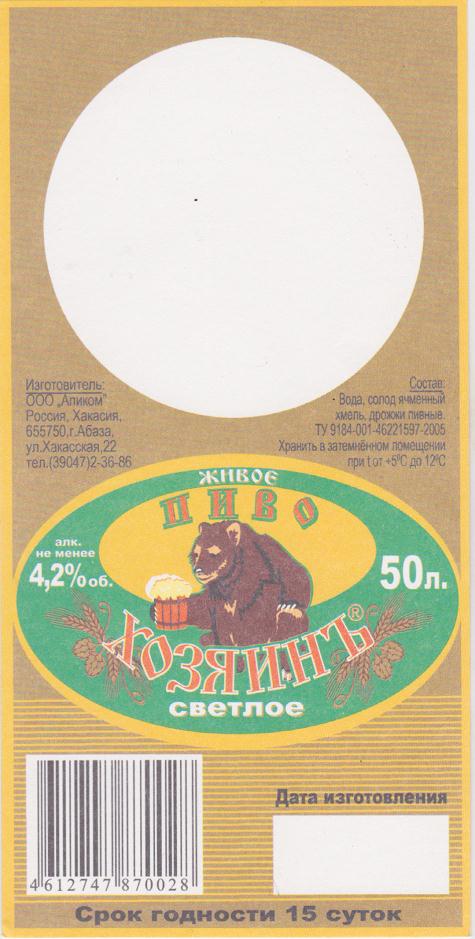 Изготовитель:
ООО „Апиком"
Россия, Хакасия,
655750,г.Абаза,
ул.Хакасская,22
тел.(39047)2-36-86
Состав:
Вода, солод ячменный
хмель, дрожжи пивные.
ТУ 9184-001-46221597-2005
Хранить в затемнённом помещении
при t от +5⁰С до 12⁰С
ЖИВОЕ
ПИВО
алк.
не менее
4,2%об.
50л.
ХОЗЯИНЪ®
светлое
Дата изготовления
4 612747 870028
Срок годности 15 суток